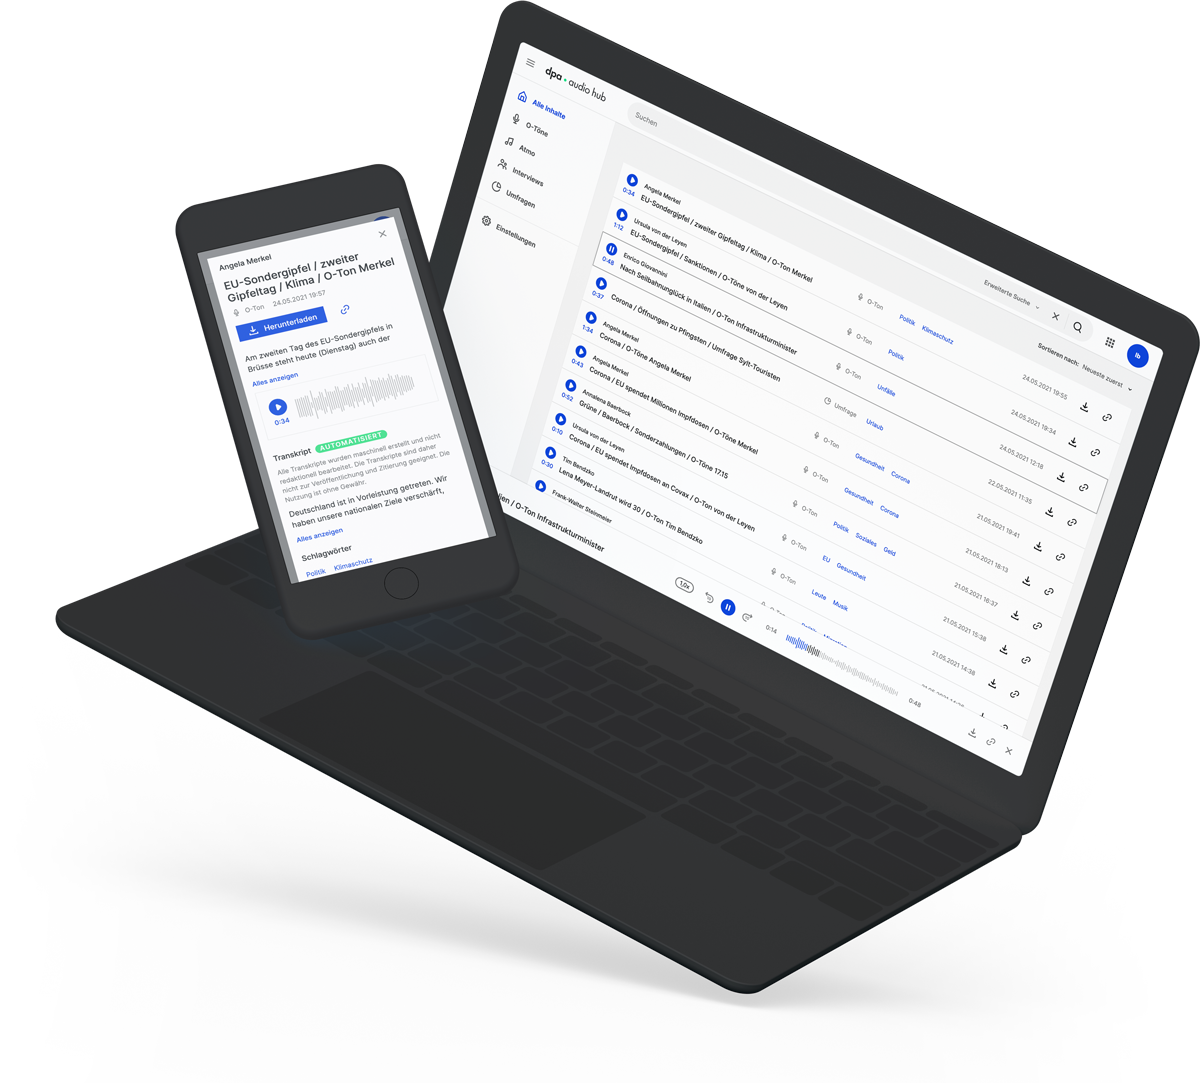 Angela Merkel
EU-Sondergipfel / zweiter
Gipfeltag / Klima / O-Ton Merkel
O-Ton 24.05.2021 19:57
Herunterladen
Am zweiten Tag des EU-Sondergipfels in
Brüsse steht heute (Dienstag) auch der
Alles anzeigen
0:34
Transkript AUTOMATISIERT
Alle Transkripte wurden maschinell erstellt und nicht
redaktionell bearbeitet. Die Transkripte sind daher
nicht zur Veröffentlichung und Zitierung geeignet. Die
Nutzung ist ohne Gewähr.
Deutschland ist in Vorleistung getreten. Wir
haben unsere nationalen Ziele verschärft,
Alles anzeigen
Schlagwörter
Politik Klimaschutz
dpa • audio hub
Suchen
Erweiterte Suche
lb
Alle Inhalte
O-Töne
Atmo
Interviews
Umfragen
Einstellungen
Sortieren nach: Neueste zuerst
Angela Merkel
0:34 EU-Sondergipfel / zweiter Gipfeltag / Klima / O-Ton Merkel O-Ton Politik Klimaschutz 24.05.2021 19:55
Ursula von der Leyen
1:12 EU-Sondergipfel / Sanktionen / O-Töne von der Leyen O-Ton Politik 24.05.2021 19:34
Enrico Giovannini
0:48 Nach Seilbahnunglück in Italien / O-Ton Infrastrukturminister O-Ton Unfälle 24.05.2021 12:18
0:37 Corona / Öffnungen zu Pfingsten / Umfrage Sylt-Touristen Umfrage Urlaub 22.05.2021 11:35
Angela Merkel
1:34 Corona / O-Töne Angela Merkel O-Ton Gesundheit Corona 21.05.2021 19:41
Angela Merkel
0:43 Corona / EU spendet Millionen Impfdosen / O-Töne Merkel O-Ton Gesundheit Corona 21.05.2021 18:13
Annalena Baerbock
0:52 Grüne / Baerbock / Sonderzahlungen / O-Töne 17.15 O-Ton Politik Soziales Geld 21.05.2021 16:37
Ursula von der Leyen
0:10 Corona / EU spendet Impfdosen an Covax / O-Ton von der Leyen O-Ton EU Gesundheit 21.05.2021 15:38
Tim Bendzko
0:30 Lena Meyer-Landrut wird 30 / O-Ton Tim Bendzko O-Ton Leute Musik 21.05.2021 14:38
Frank-Walter Steinmeier
lien / O-Ton Infrastrukturminister
1.0x
0:14
0:48